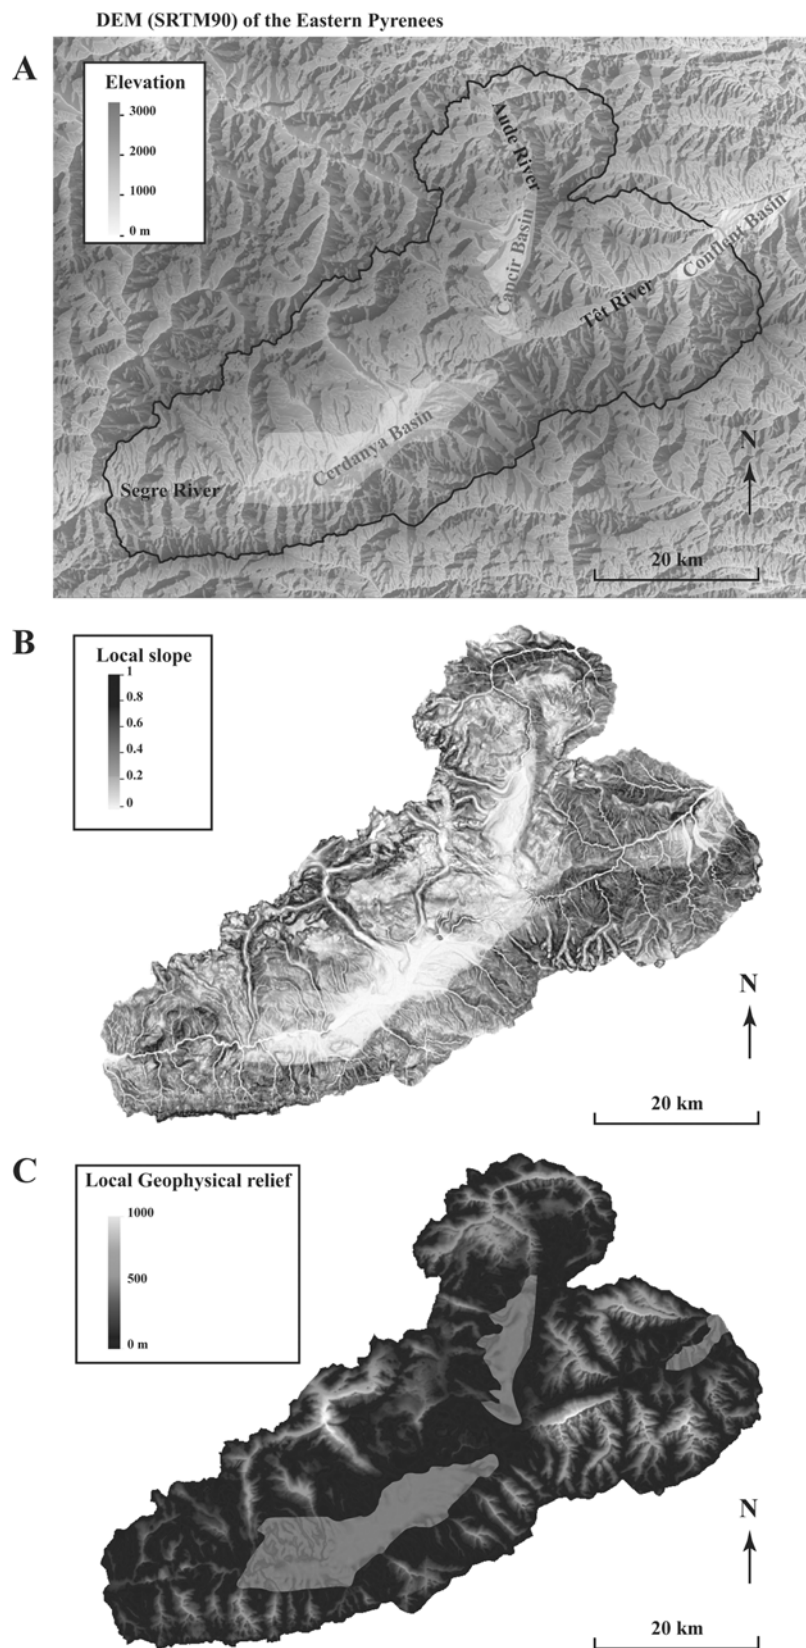 DEM (SRTM90) of the Eastern Pyrenees
A
Elevation
3000
2000
1000
0 m
Aude River
Capcir Basin
Conflent Basin
Têt River
Cerdanya Basin
Segre River
N
20 km
B
Local slope
1
0.8
0.6
0.4
0.2
0
N
20 km
C
Local Geophysical relief
1000
500
0 m
N
20 km